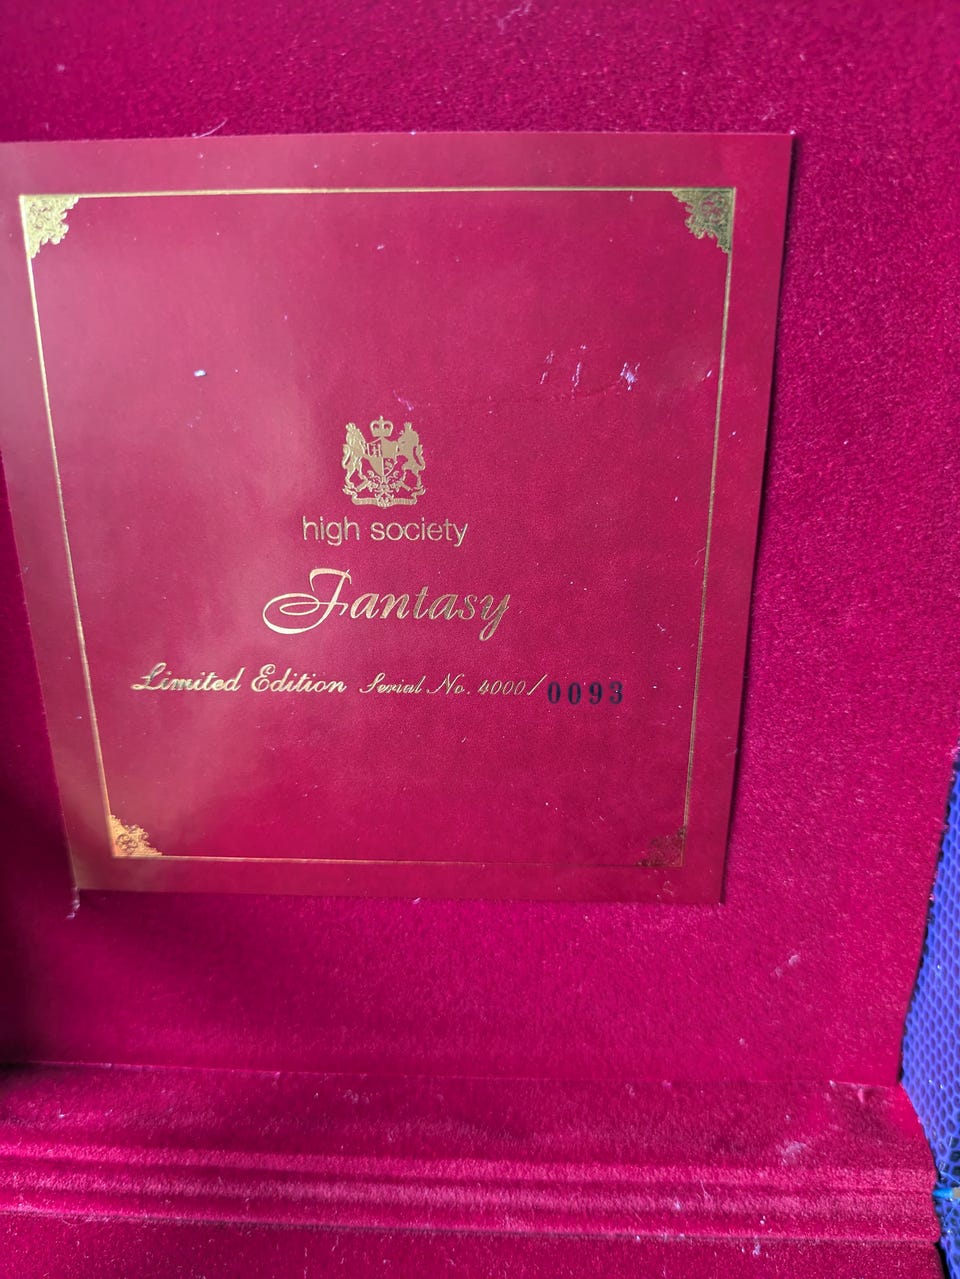 high society
Fantasy
Limited Edition Serial No. 4000/0093